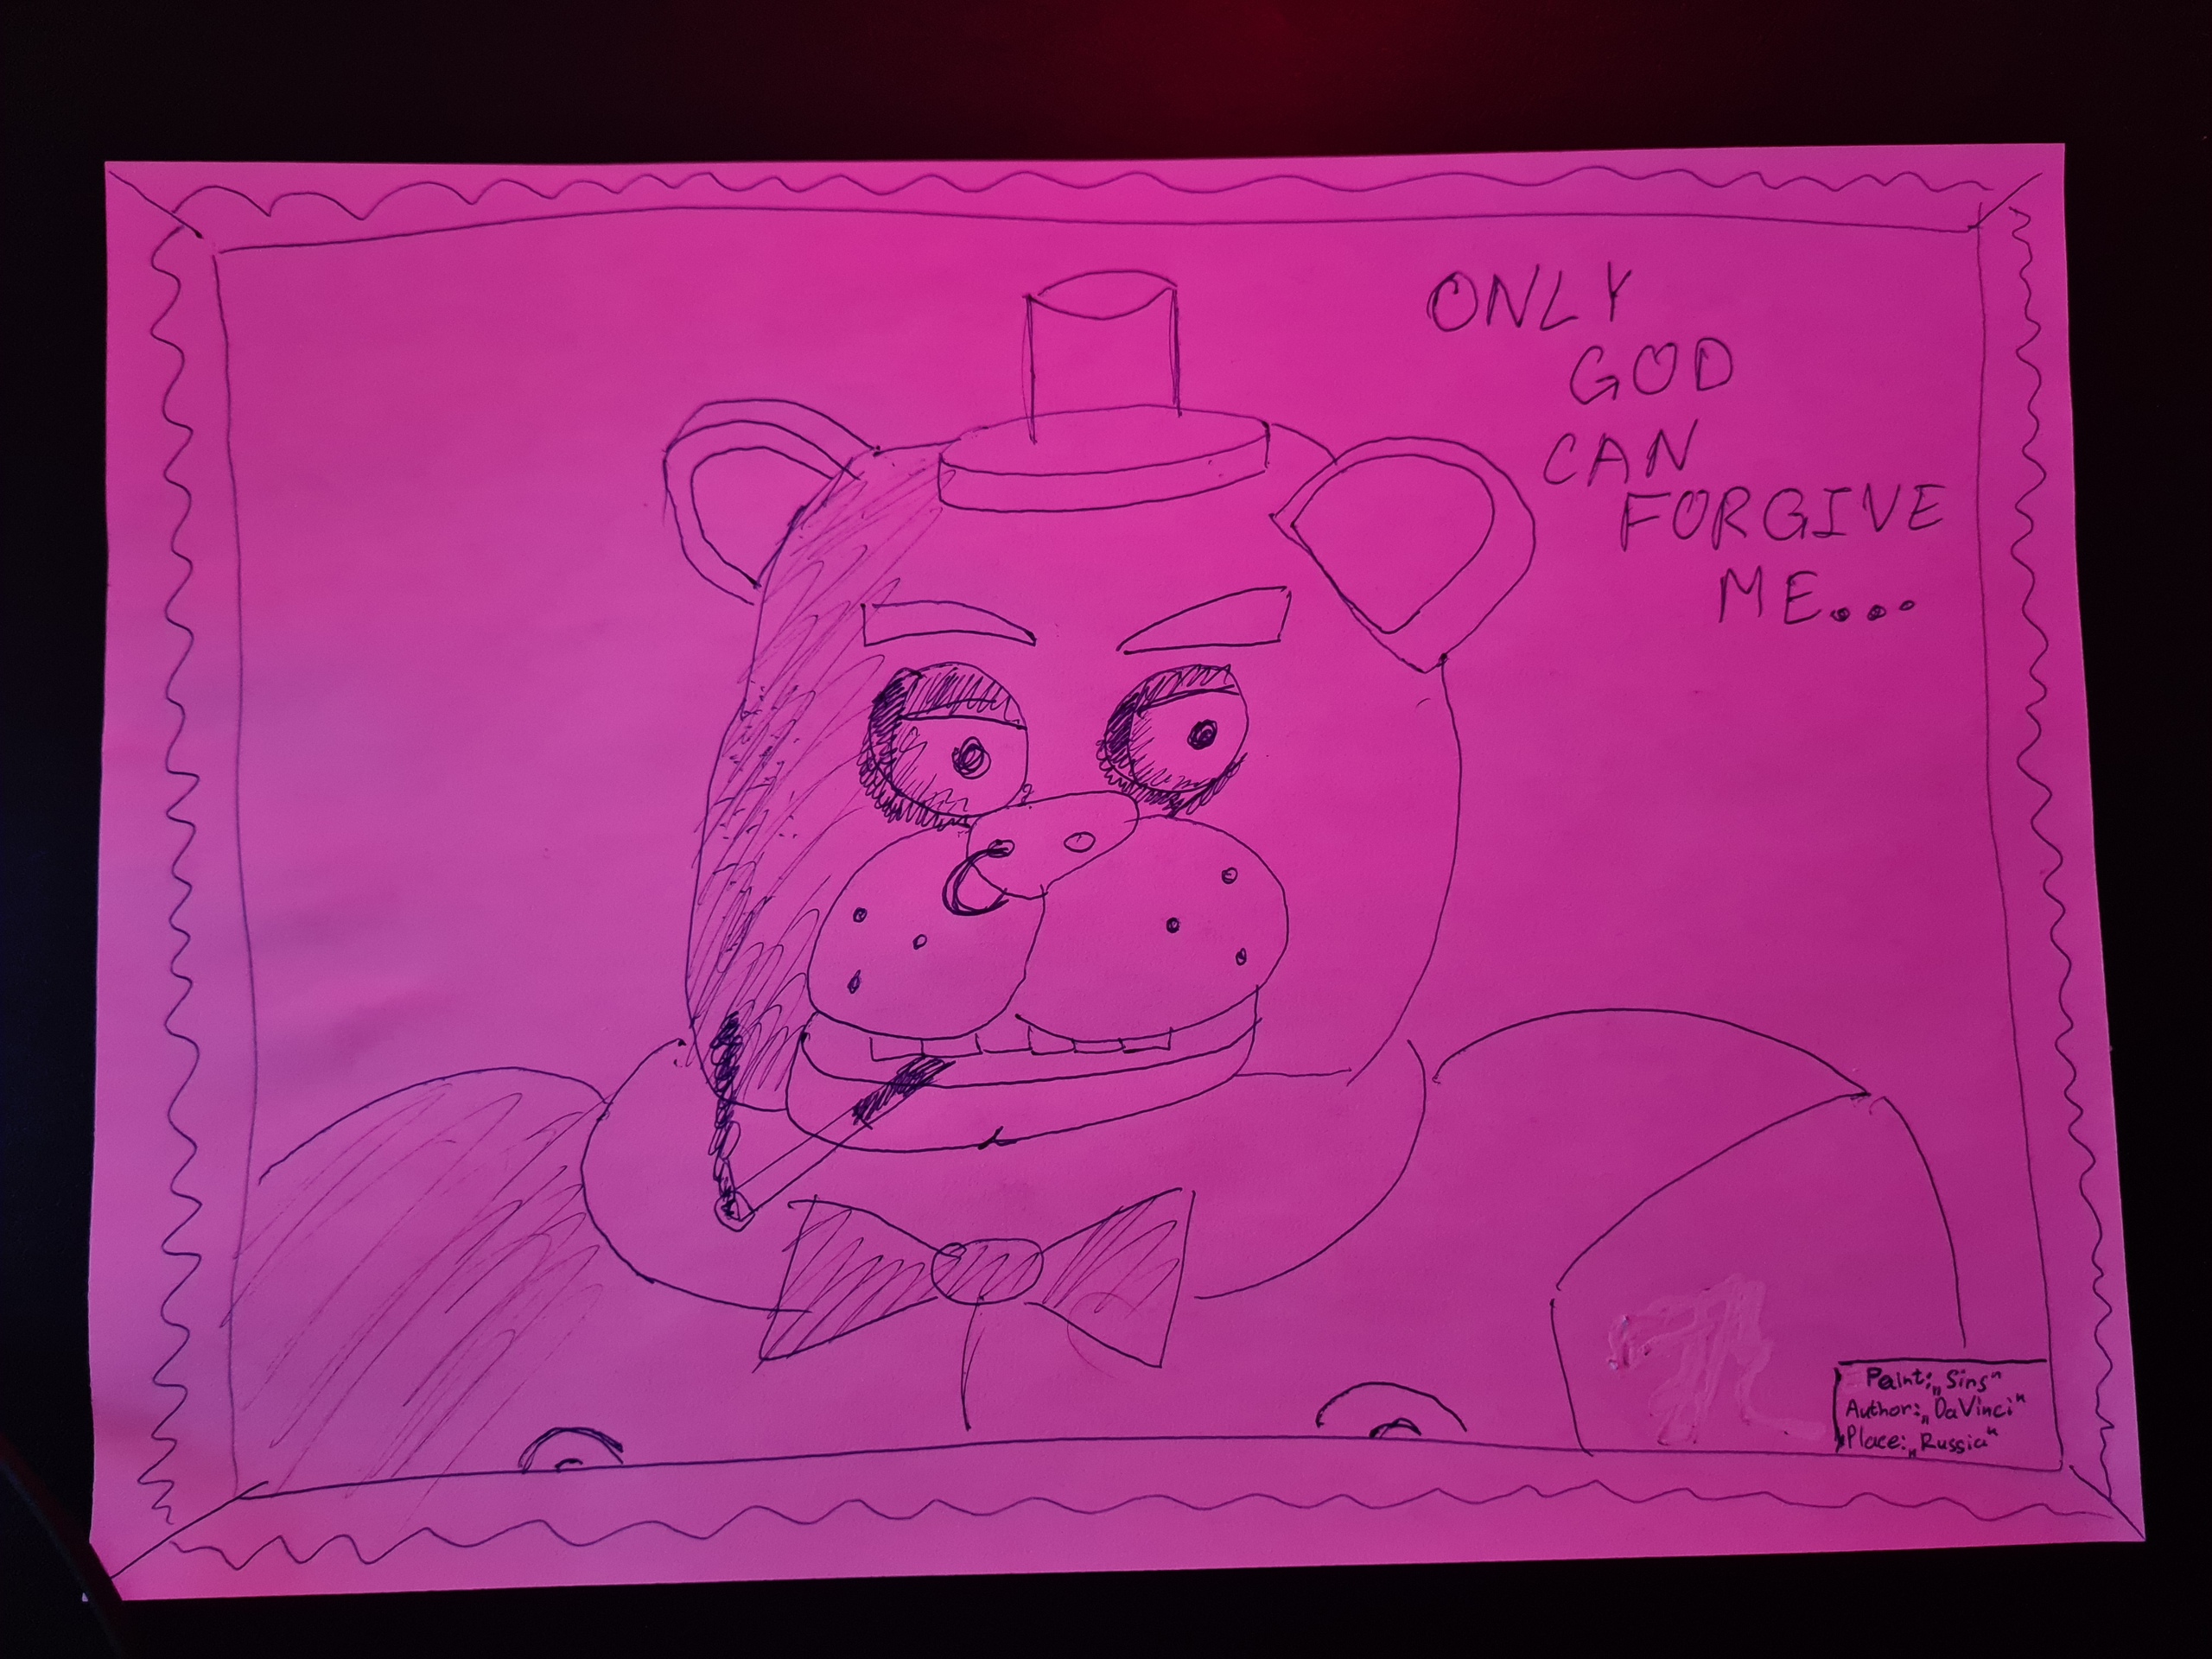 ONLY
GOD
CAN
FORGIVE
ME...
Paint: „Sins"
Author: „DaVinci"
Place: „Russia"